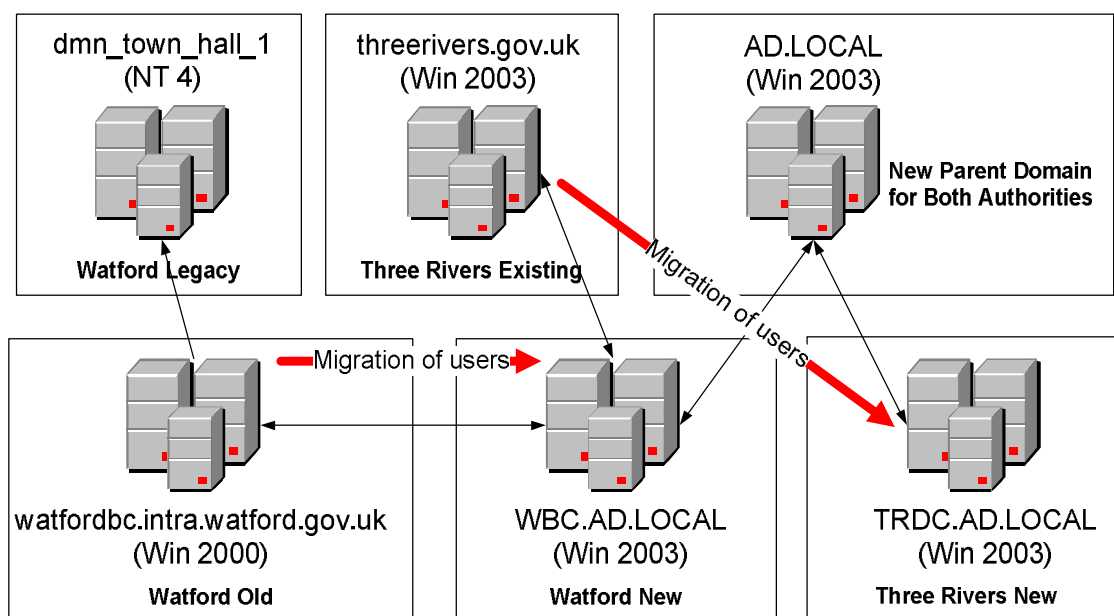 dmn_town_hall_1
(NT 4)
Watford Legacy
threerivers.gov.uk
(Win 2003)
Three Rivers Existing
AD.LOCAL
(Win 2003)
New Parent Domain
for Both Authorities
Migration of users
Migration of users
watfordbc.intra.watford.gov.uk
(Win 2000)
Watford Old
WBC.AD.LOCAL
(Win 2003)
Watford New
TRDC.AD.LOCAL
(Win 2003)
Three Rivers New